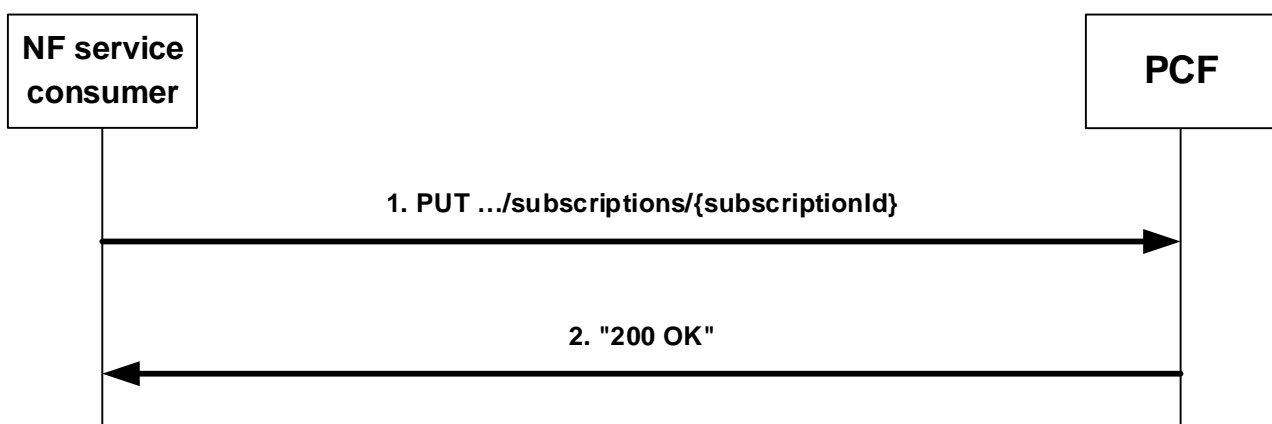 NF service
consumer
PCF
1. PUT …/subscriptions/{subscriptionId}
2. "200 OK"